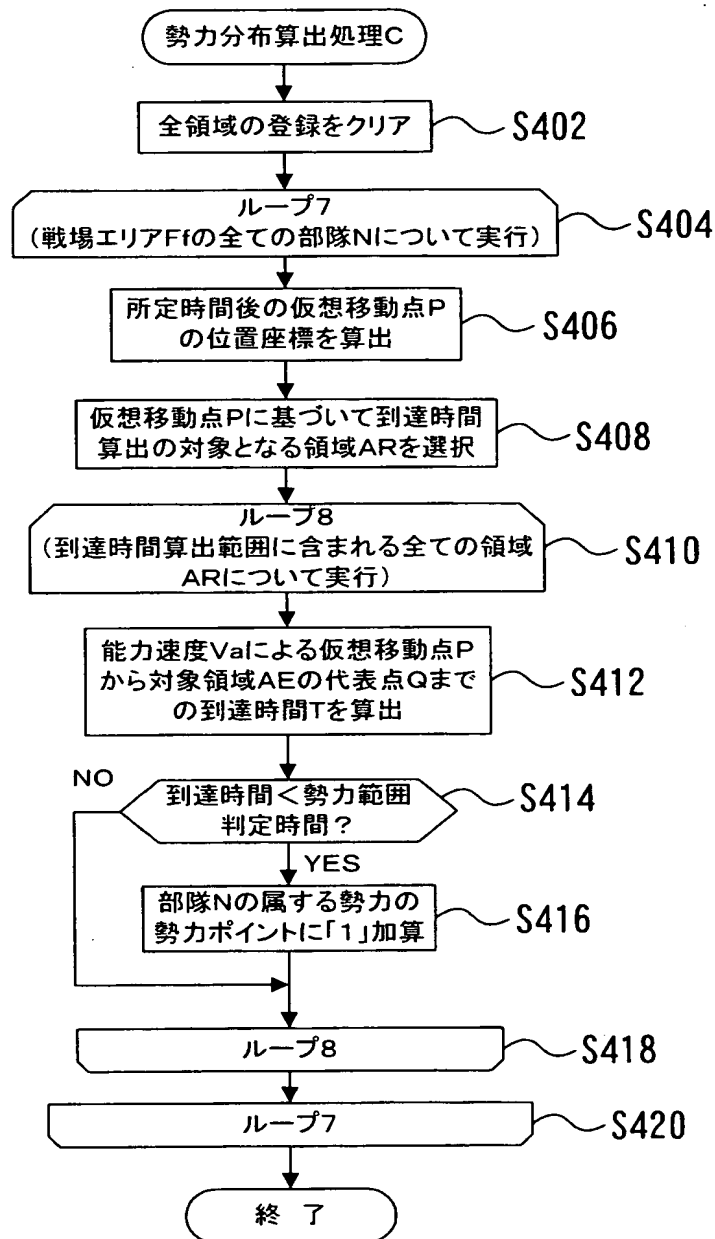 勢力分布算出処理C
全領域の登録をクリア
S402
ループ7
(戦場エリアFfの全ての部隊Nについて実行)
S404
所定時間後の仮想移動点P
の位置座標を算出
S406
仮想移動点Pに基づいて到達時間
算出の対象となる領域ARを選択
S408
ループ8
(到達時間算出範囲に含まれる全ての領域
ARについて実行)
S410
能力速度Vaによる仮想移動点P
から対象領域AEの代表点Qまで
の到達時間Tを算出
S412
NO
到達時間<勢力範囲
判定時間?
S414
YES
部隊Nの属する勢力の
勢力ポイントに「1」加算
S416
ループ8
S418
ループ7
S420
終 了